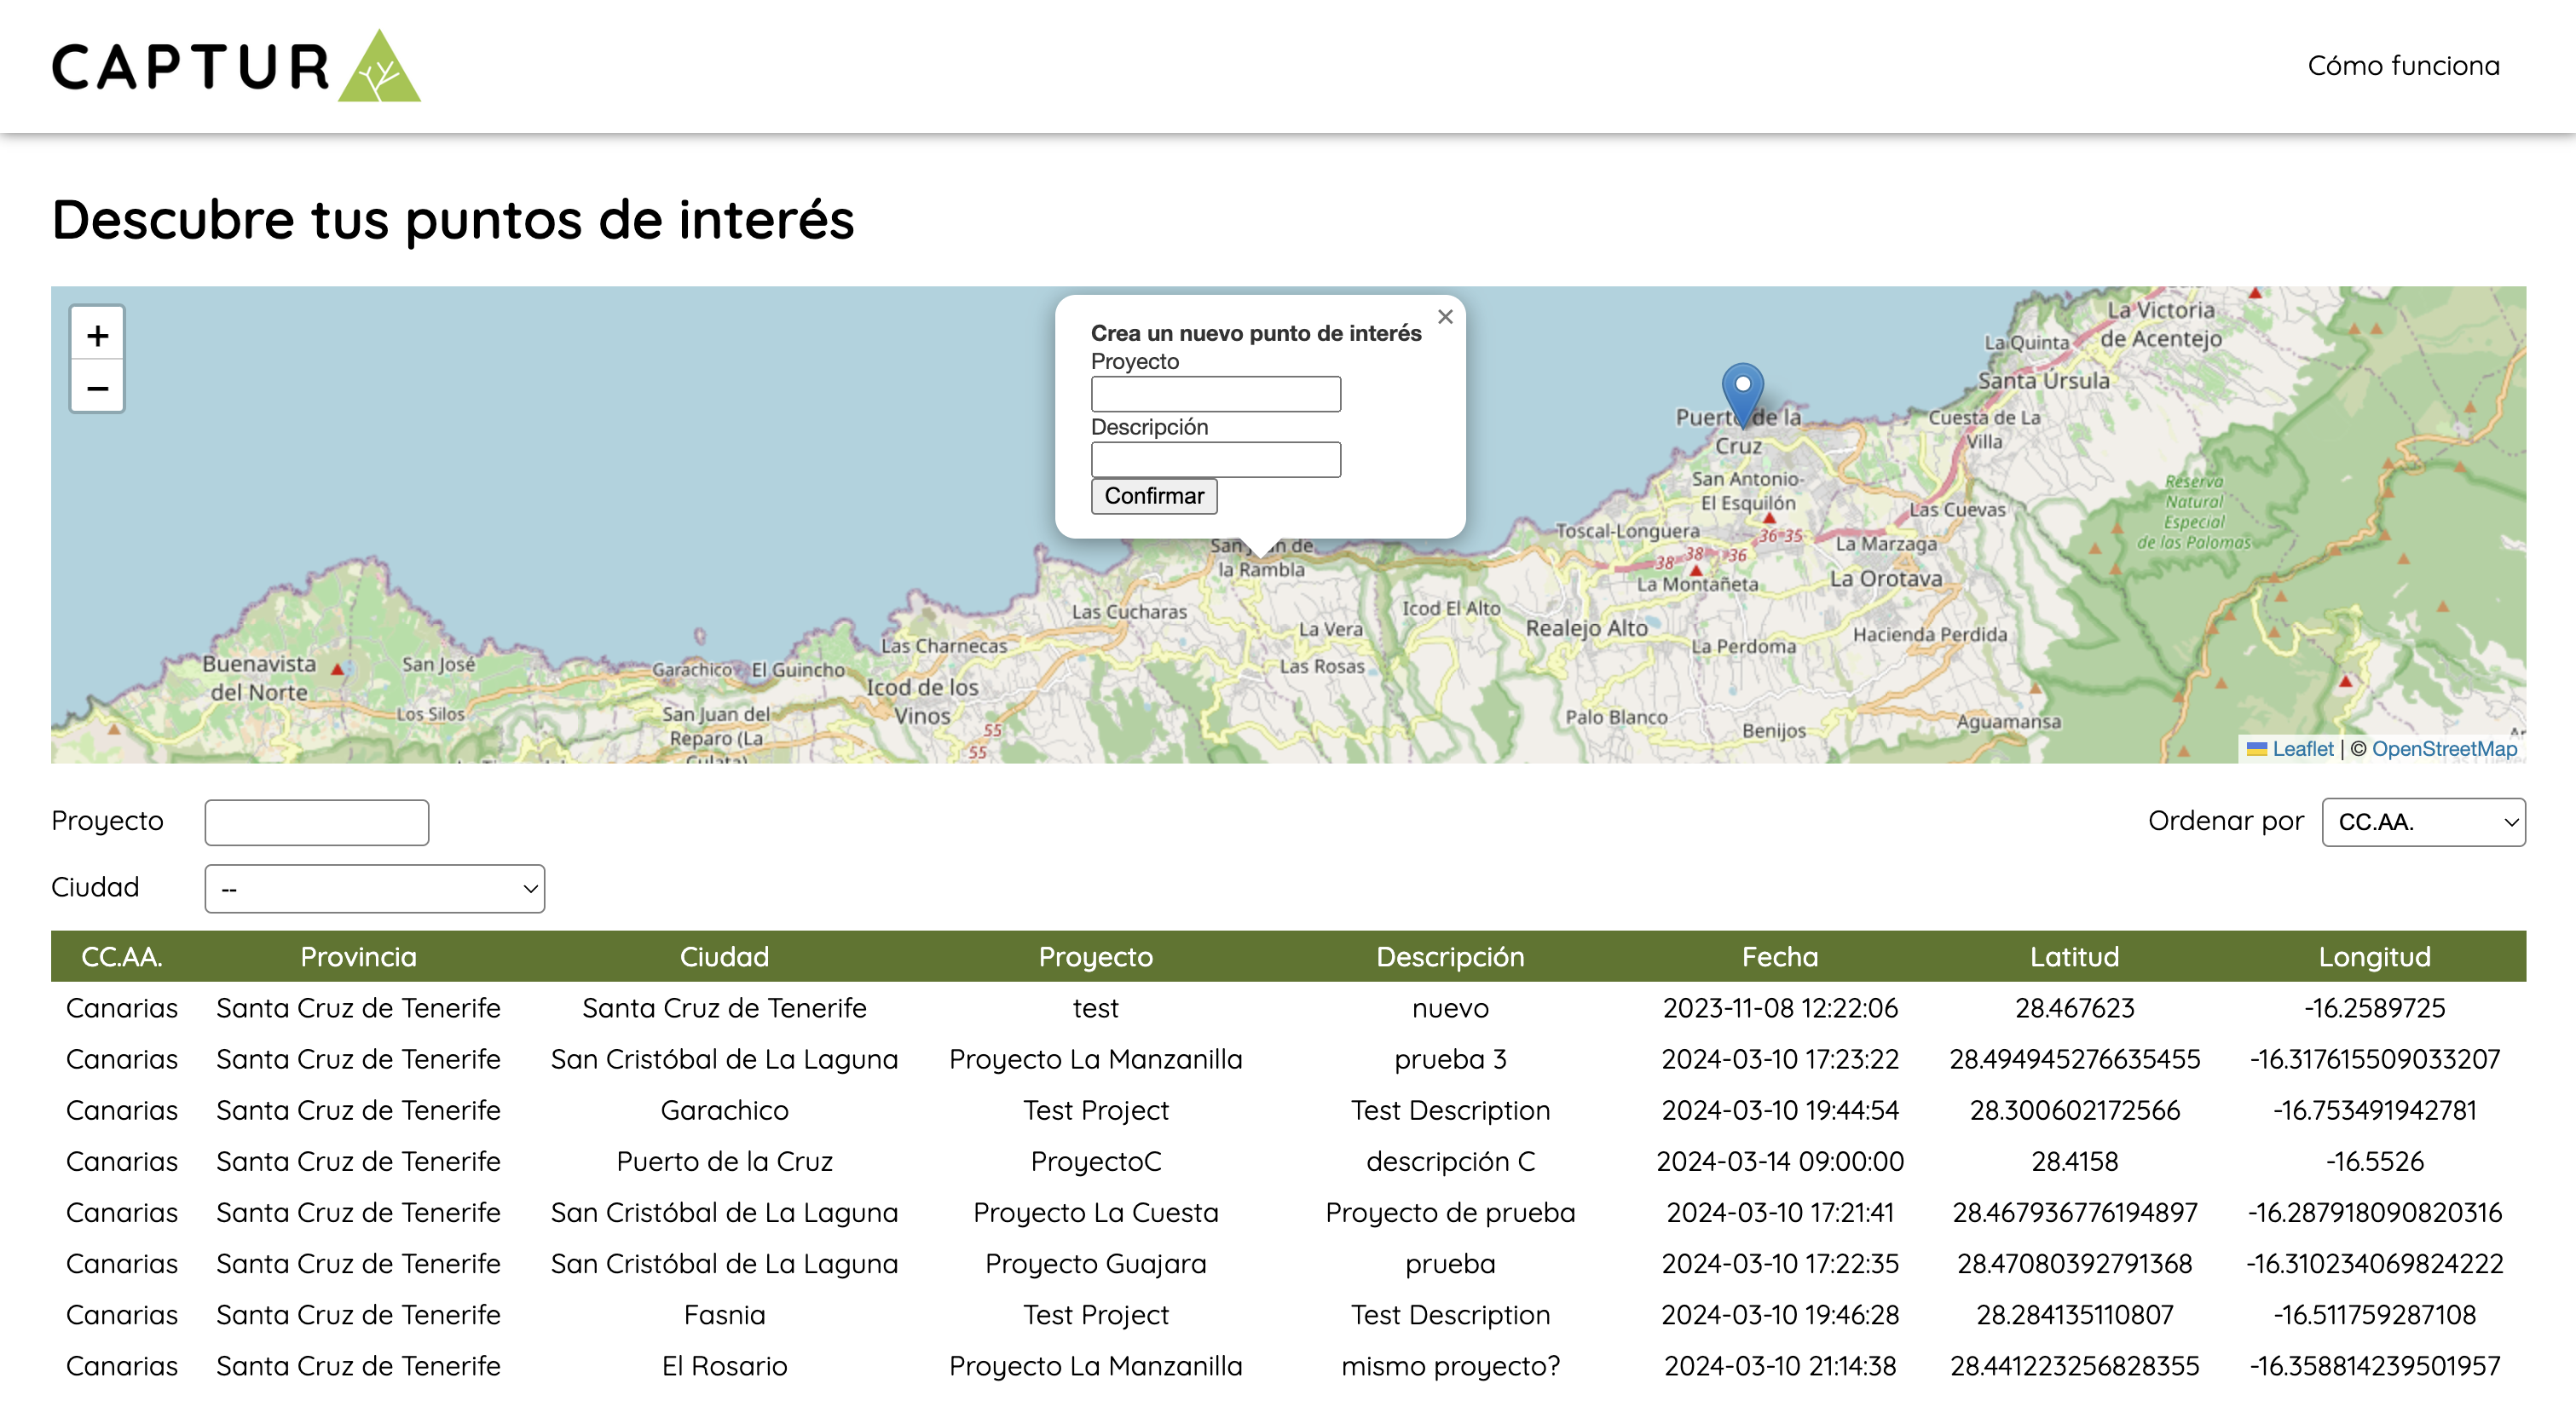 CAPTUR
Cómo funciona
Descubre tus puntos de interés
+
−
Crea un nuevo punto de interés
×
Proyecto
Descripción
Confirmar
La Victoria
de Acentejo
La Quinta
Santa Úrsula
Puerto de la
Cruz
Cuesta de La
Villa
San Antonio-
El Esquilón
Las Cuevas
Reserva
Natural
Especial
de las Palomas
Toscal-Longuera
36-35
38
38
36
La Marzaga
La Montañeta
La Orotava
San Juan de
la Rambla
Las Cucharas
Icod El Alto
La Vera
Realejo Alto
Hacienda Perdida
La Perdoma
Las Charnecas
Las Rosas
Buenavista
del Norte
San José
Garachico
El Guincho
Icod de los
Vinos
Los Silos
San Juan del
Reparo (La
55
55
Palo Blanco
Benijos
Aguamansa
Leaflet | © OpenStreetMap
Proyecto
Ordenar por CC.AA.
Ciudad --
CC.AA. Provincia Ciudad Proyecto Descripción Fecha Latitud Longitud
Canarias Santa Cruz de Tenerife Santa Cruz de Tenerife test nuevo 2023-11-08 12:22:06 28.467623 -16.2589725
Canarias Santa Cruz de Tenerife San Cristóbal de La Laguna Proyecto La Manzanilla prueba 3 2024-03-10 17:23:22 28.494945276635455 -16.317615509033207
Canarias Santa Cruz de Tenerife Garachico Test Project Test Description 2024-03-10 19:44:54 28.300602172566 -16.753491942781
Canarias Santa Cruz de Tenerife Puerto de la Cruz ProyectoC descripción C 2024-03-14 09:00:00 28.4158 -16.5526
Canarias Santa Cruz de Tenerife San Cristóbal de La Laguna Proyecto La Cuesta Proyecto de prueba 2024-03-10 17:21:41 28.467936776194897 -16.287918090820316
Canarias Santa Cruz de Tenerife San Cristóbal de La Laguna Proyecto Guajara prueba 2024-03-10 17:22:35 28.47080392791368 -16.310234069824222
Canarias Santa Cruz de Tenerife Fasnia Test Project Test Description 2024-03-10 19:46:28 28.284135110807 -16.511759287108
Canarias Santa Cruz de Tenerife El Rosario Proyecto La Manzanilla mismo proyecto? 2024-03-10 21:14:38 28.441223256828355 -16.358814239501957